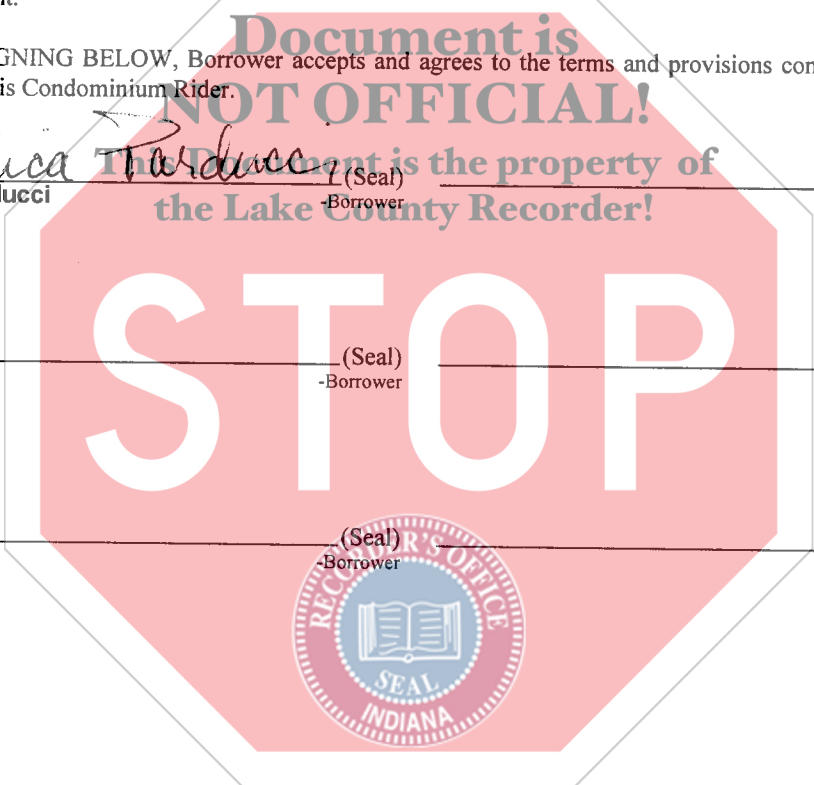 Document is
GNING BELOW, Borrower accepts and agrees to the terms and provisions con
is Condominium Rider.
NOT OFFICIAL!
This Document is the property of
Parducci (Seal)
ducci
-Borrower
the Lake County Recorder!
STOP
(Seal)
-Borrower
(Seal)
-Borrower
RECORDER'S OFFICE
SEAL
INDIANA